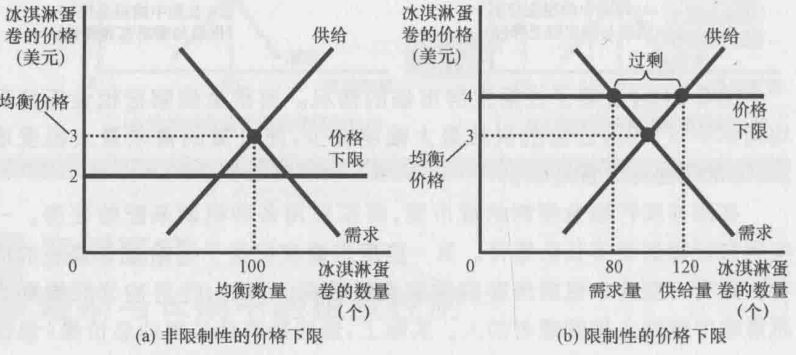 冰淇淋蛋
卷的价格
(美元)
供给
均衡价格
3
价格
下限
2
需求
0
100
均衡数量
冰淇淋蛋
卷的数量
(个)
(a) 非限制性的价格下限
冰淇淋蛋
卷的价格
(美元)
过剩
供给
4
价格
下限
3
均衡
价格
需求
0
80
120
需求量
供给量
冰淇淋蛋
卷的数量
(个)
(b) 限制性的价格下限